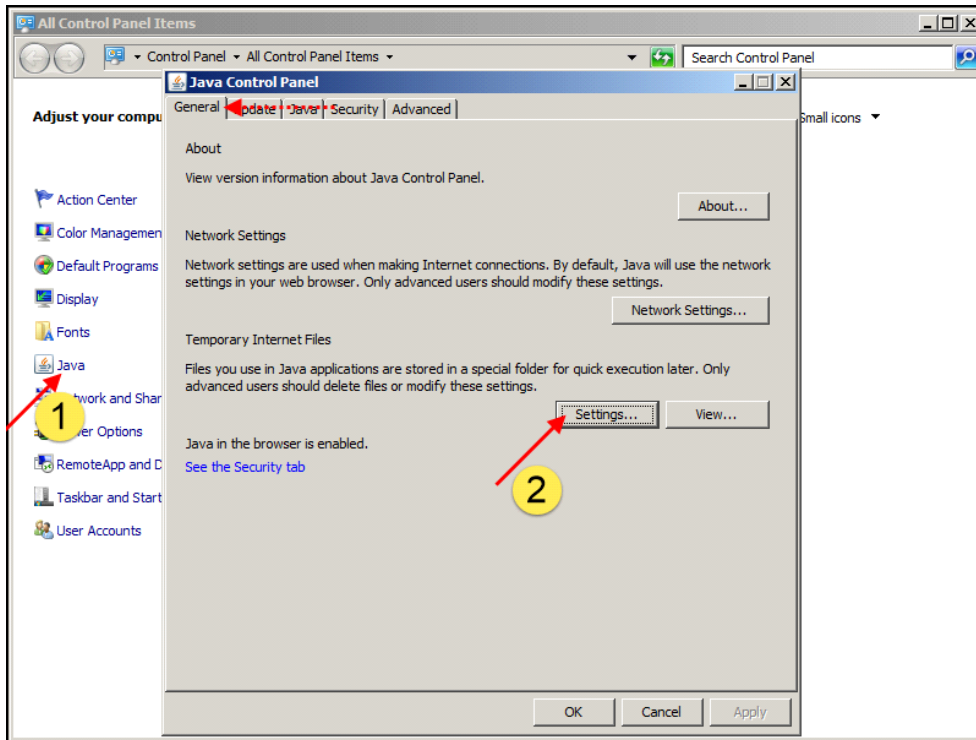 All Control Panel Items
Control Panel All Control Panel Items
Search Control Panel
Java Control Panel
General Update Java Security Advanced
Adjust your compu
Small icons
About
View version information about Java Control Panel.
About...
Action Center
Color Managemen
Network Settings
Default Programs
Network settings are used when making Internet connections. By default, Java will use the network
settings in your web browser. Only advanced users should modify these settings.
Display
Network Settings...
Fonts
Temporary Internet Files
Java
Files you use in Java applications are stored in a special folder for quick execution later. Only
advanced users should delete files or modify these settings.
1
work and Shar
Settings... View...
er Options
Java in the browser is enabled.
See the Security tab
RemoteApp and D
2
Taskbar and Start
User Accounts
OK Cancel Apply